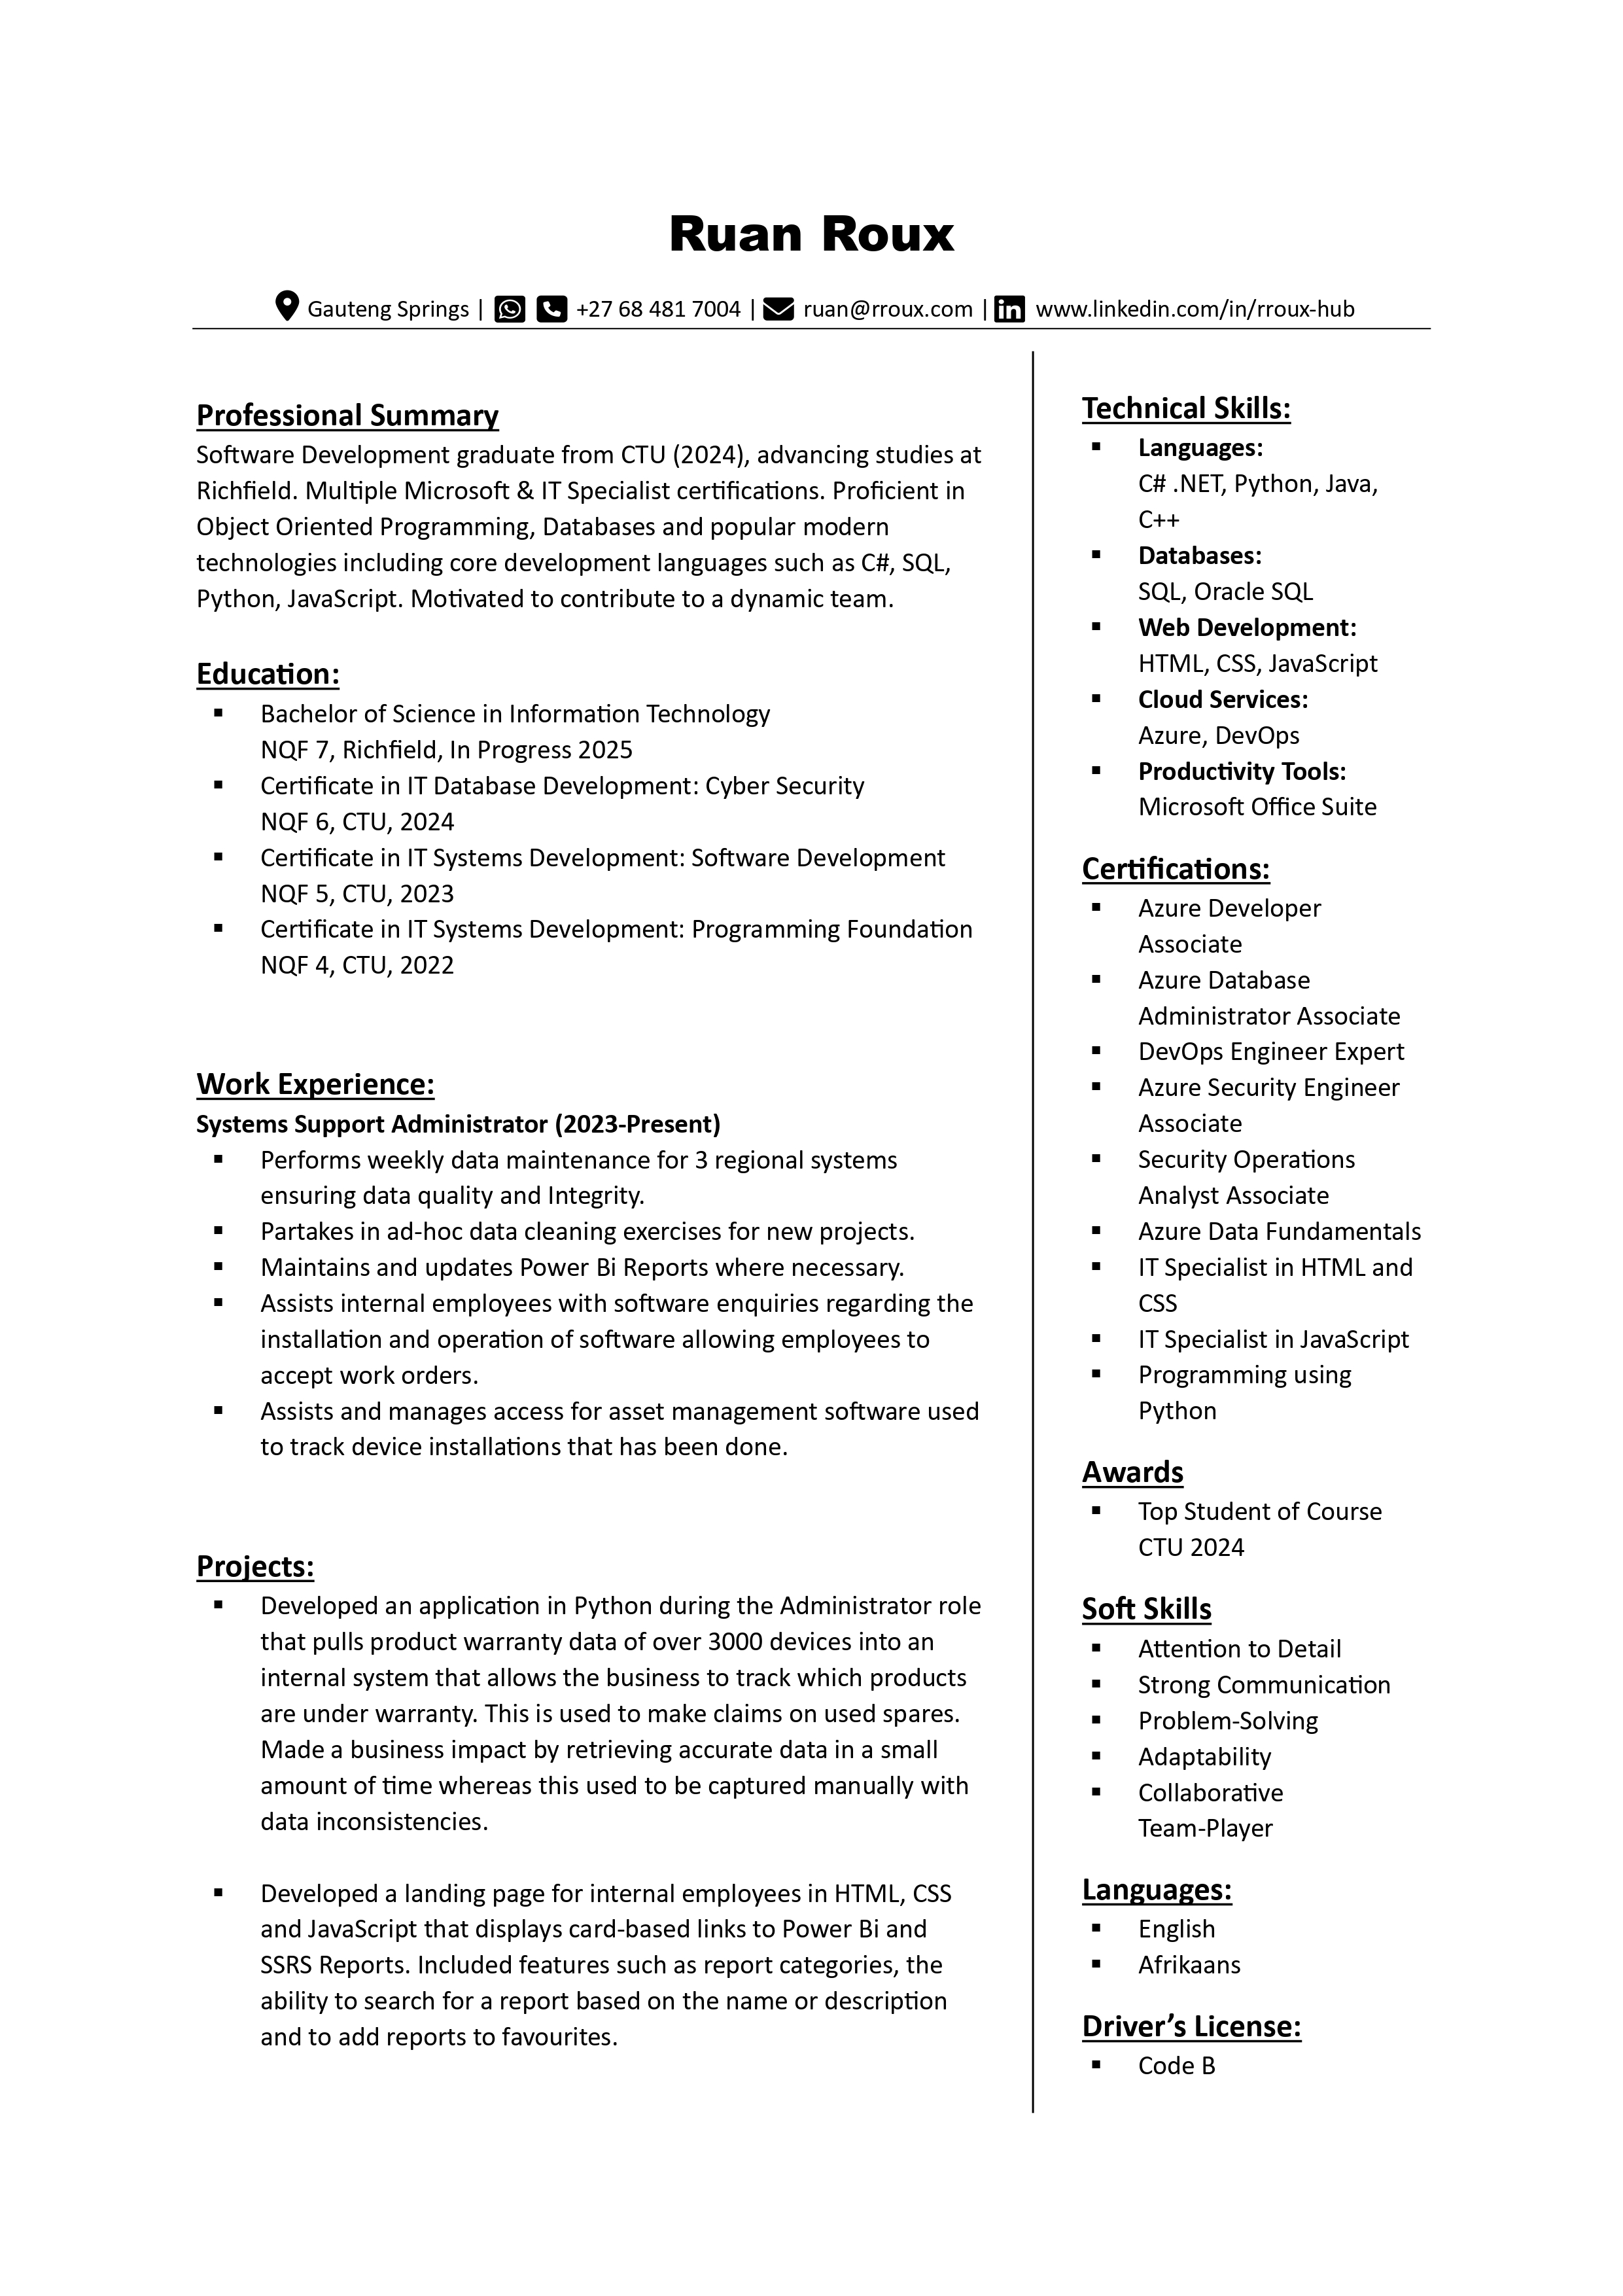 Ruan Roux
Gauteng Springs | +27 68 481 7004 | ruan@rroux.com | in www.linkedin.com/in/rroux-hub
Professional Summary
Software Development graduate from CTU (2024), advancing studies at
Richfield. Multiple Microsoft & IT Specialist certifications. Proficient in
Object Oriented Programming, Databases and popular modern
technologies including core development languages such as C#, SQL,
Python, JavaScript. Motivated to contribute to a dynamic team.
Education:
▪ Bachelor of Science in Information Technology
NQF 7, Richfield, In Progress 2025
▪ Certificate in IT Database Development: Cyber Security
NQF 6, CTU, 2024
▪ Certificate in IT Systems Development: Software Development
NQF 5, CTU, 2023
▪ Certificate in IT Systems Development: Programming Foundation
NQF 4, CTU, 2022
Work Experience:
Systems Support Administrator (2023-Present)
▪ Performs weekly data maintenance for 3 regional systems
ensuring data quality and Integrity.
▪ Partakes in ad-hoc data cleaning exercises for new projects.
▪ Maintains and updates Power Bi Reports where necessary.
▪ Assists internal employees with software enquiries regarding the
installation and operation of software allowing employees to
accept work orders.
▪ Assists and manages access for asset management software used
to track device installations that has been done.
Projects:
▪ Developed an application in Python during the Administrator role
that pulls product warranty data of over 3000 devices into an
internal system that allows the business to track which products
are under warranty. This is used to make claims on used spares.
Made a business impact by retrieving accurate data in a small
amount of time whereas this used to be captured manually with
data inconsistencies.
▪ Developed a landing page for internal employees in HTML, CSS
and JavaScript that displays card-based links to Power Bi and
SSRS Reports. Included features such as report categories, the
ability to search for a report based on the name or description
and to add reports to favourites.
Technical Skills:
▪ Languages:
C# .NET, Python, Java,
C++
▪ Databases:
SQL, Oracle SQL
▪ Web Development:
HTML, CSS, JavaScript
▪ Cloud Services:
Azure, DevOps
▪ Productivity Tools:
Microsoft Office Suite
Certifications:
▪ Azure Developer
Associate
▪ Azure Database
Administrator Associate
▪ DevOps Engineer Expert
▪ Azure Security Engineer
Associate
▪ Security Operations
Analyst Associate
▪ Azure Data Fundamentals
▪ IT Specialist in HTML and
CSS
▪ IT Specialist in JavaScript
▪ Programming using
Python
Awards
▪ Top Student of Course
CTU 2024
Soft Skills
▪ Attention to Detail
▪ Strong Communication
▪ Problem-Solving
▪ Adaptability
▪ Collaborative
Team-Player
Languages:
▪ English
▪ Afrikaans
Driver’s License:
▪ Code B